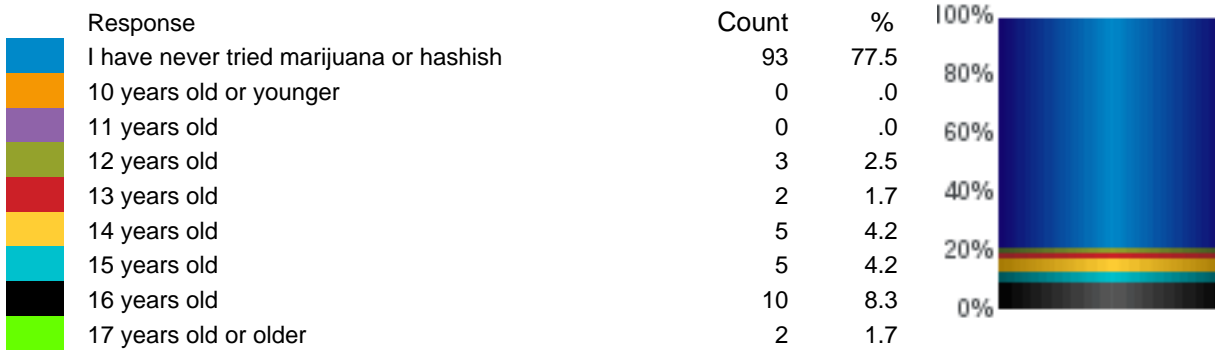 Response Count %
I have never tried marijuana or hashish 93 77.5
10 years old or younger 0 .0
11 years old 0 .0
12 years old 3 2.5
13 years old 2 1.7
14 years old 5 4.2
15 years old 5 4.2
16 years old 10 8.3
17 years old or older 2 1.7
100%
80%
60%
40%
20%
0%